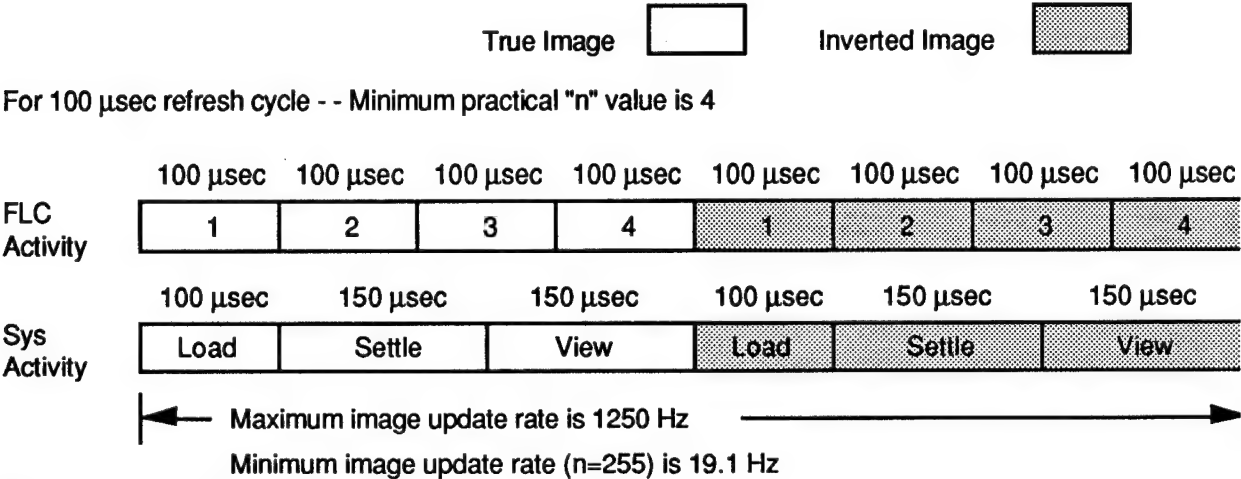 True Image Inverted Image
For 100 µsec refresh cycle - - Minimum practical "n" value is 4
100 µsec 100 µsec 100 µsec 100 µsec 100 µsec 100 µsec 100 µsec 100 µsec
FLC Activity 1 2 3 4 1 2 3 4
100 µsec 150 µsec 150 µsec 100 µsec 150 µsec 150 µsec
Sys Activity Load Settle View Load Settle View
Maximum image update rate is 1250 Hz
Minimum image update rate (n=255) is 19.1 Hz